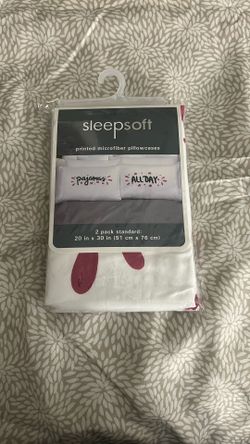 sleepsoft
printed microfiber pillowcases
pajamas
ALL DAY
2 pack standard:
20 in x 30 in (51 cm x 76 cm)